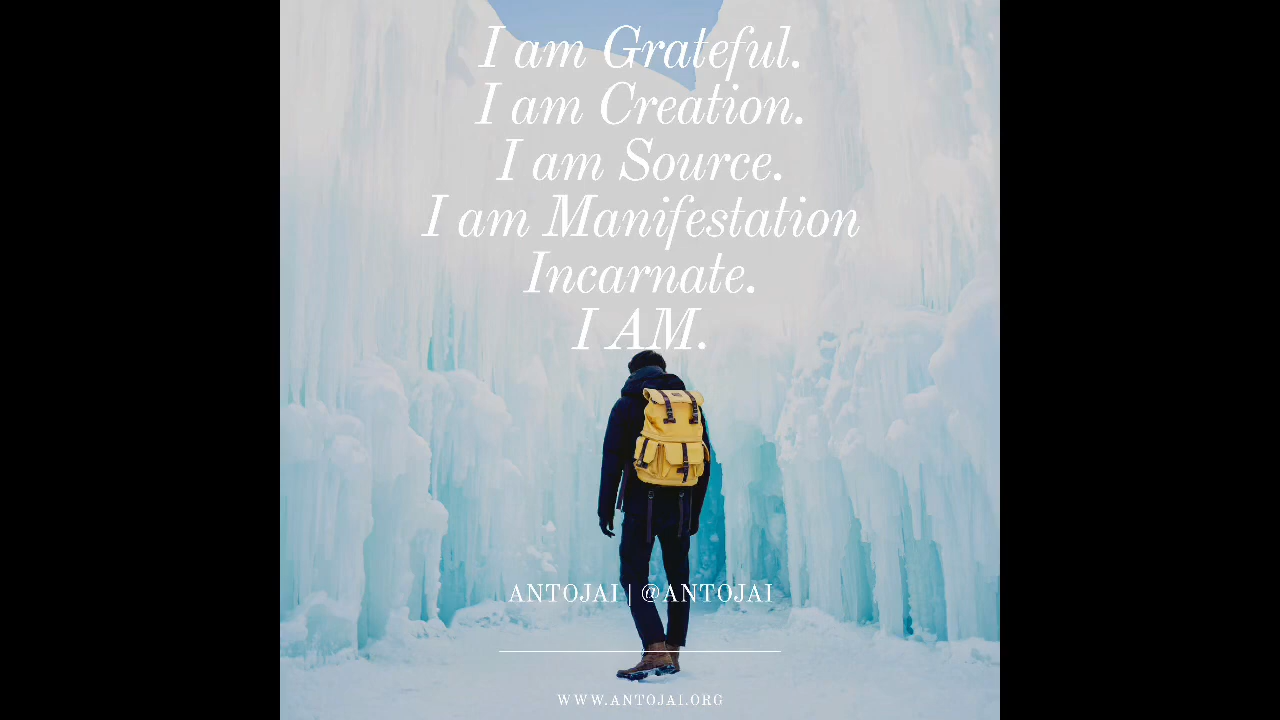 I am Grateful.
I am Creation.
I am Source.
I am Manifestation
Incarnate.
I AM.
ANTOJAI | @ANTOJAI
WWW.ANTOJAI.ORG